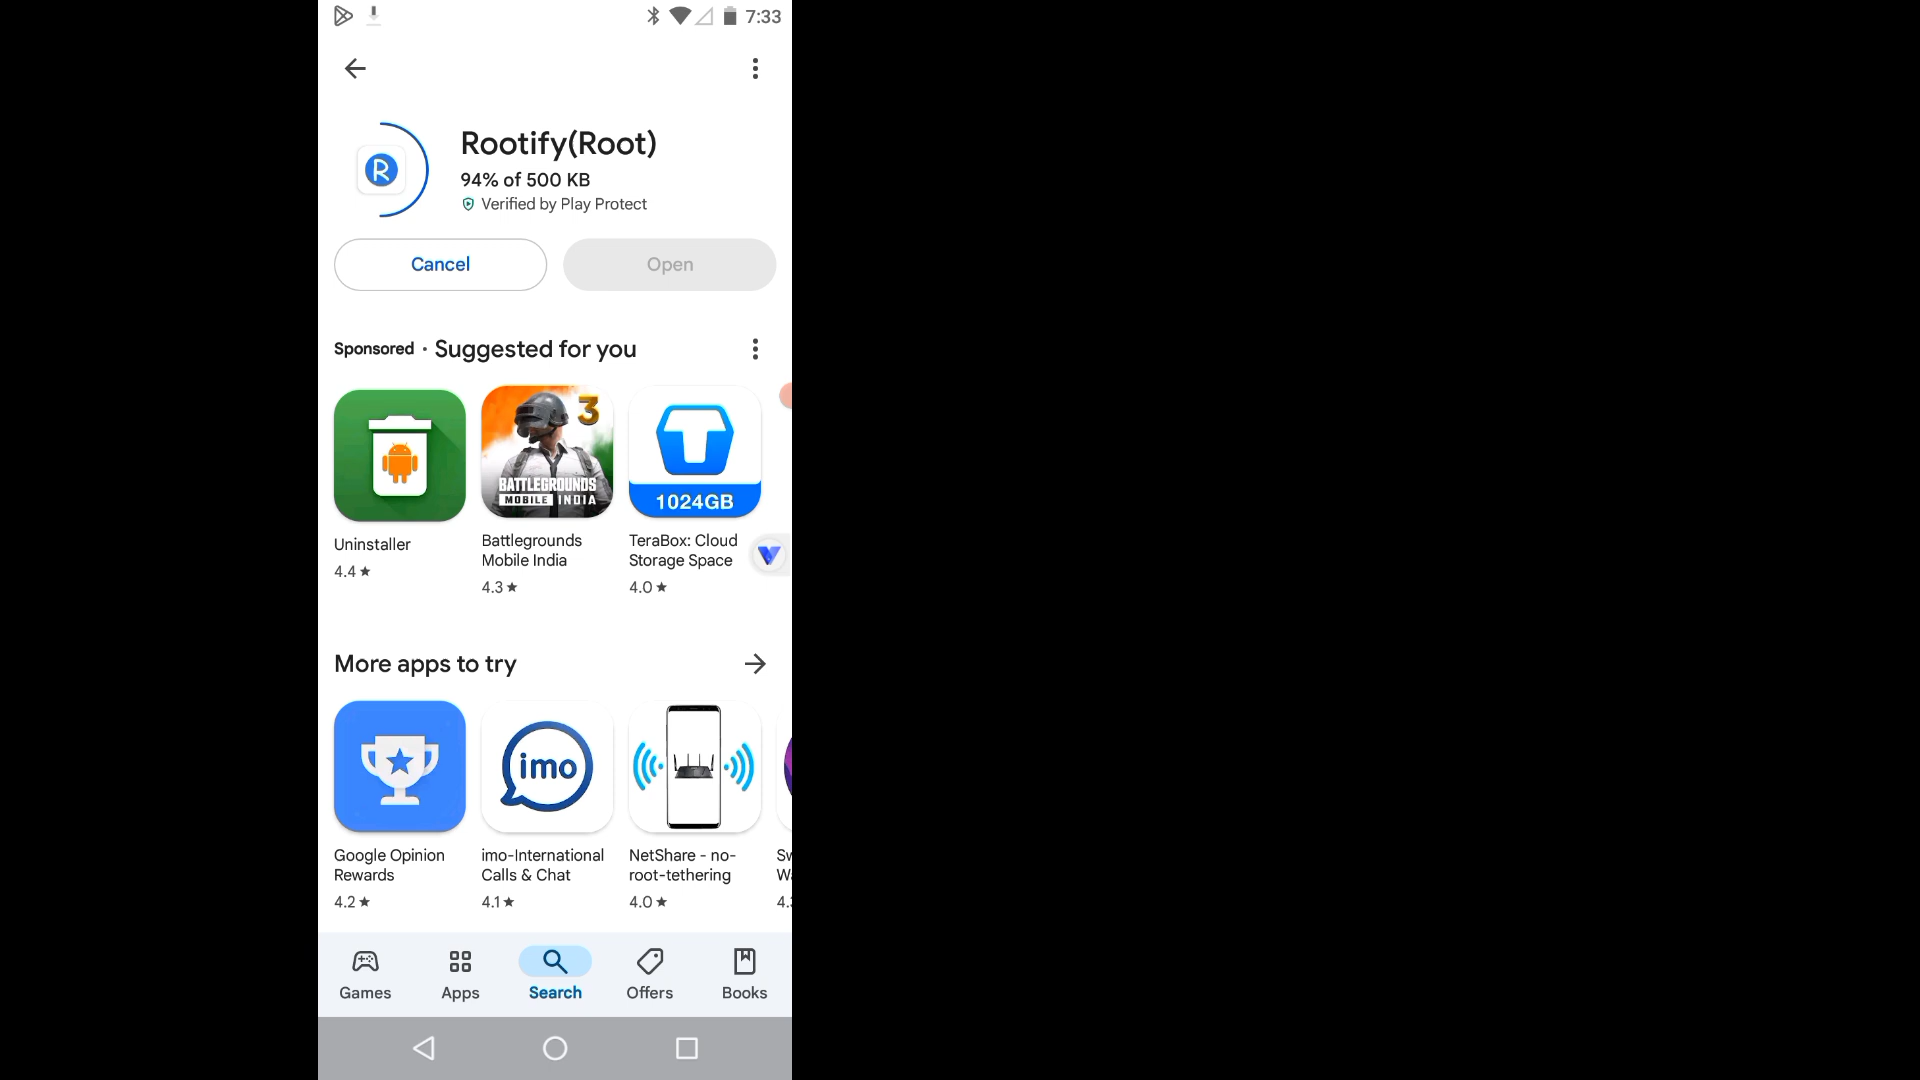 7:33
Rootify(Root)
94% of 500 KB
Verified by Play Protect
Cancel
Open
Sponsored · Suggested for you
3
BATTLEGROUNDS
MOBILE INDIA
1024GB
Uninstaller
4.4 ★
Battlegrounds
Mobile India
4.3 ★
TeraBox: Cloud
Storage Space
4.0 ★
More apps to try
imo
Google Opinion
Rewards
4.2 ★
imo-International
Calls & Chat
4.1 ★
NetShare - no-
root-tethering
4.0 ★
Games
Apps
Search
Offers
Books